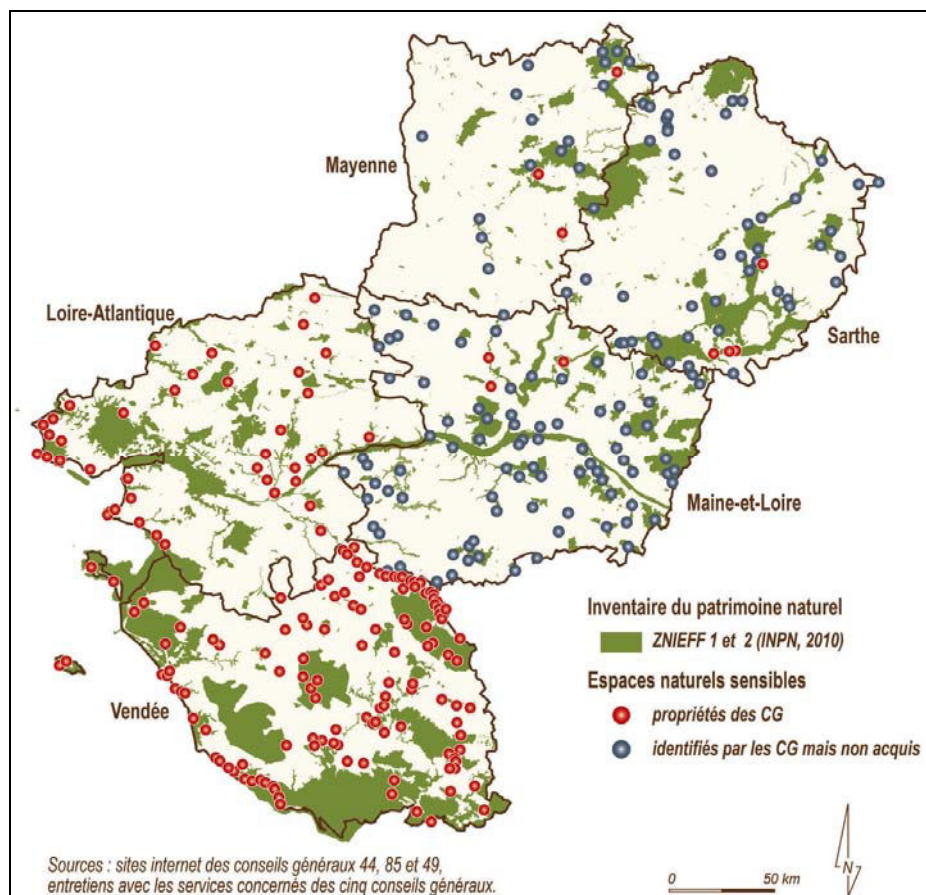 Mayenne
Loire-Atlantique
Sarthe
Maine-et-Loire
Vendée
Inventaire du patrimoine naturel
ZNIEFF 1 et 2 (INPN, 2010)
Espaces naturels sensibles
propriétés des CG
identifiés par les CG mais non acquis
Sources : sites internet des conseils généraux 44, 85 et 49,
entretiens avec les services concernés des cinq conseils généraux.
0 50 km
N